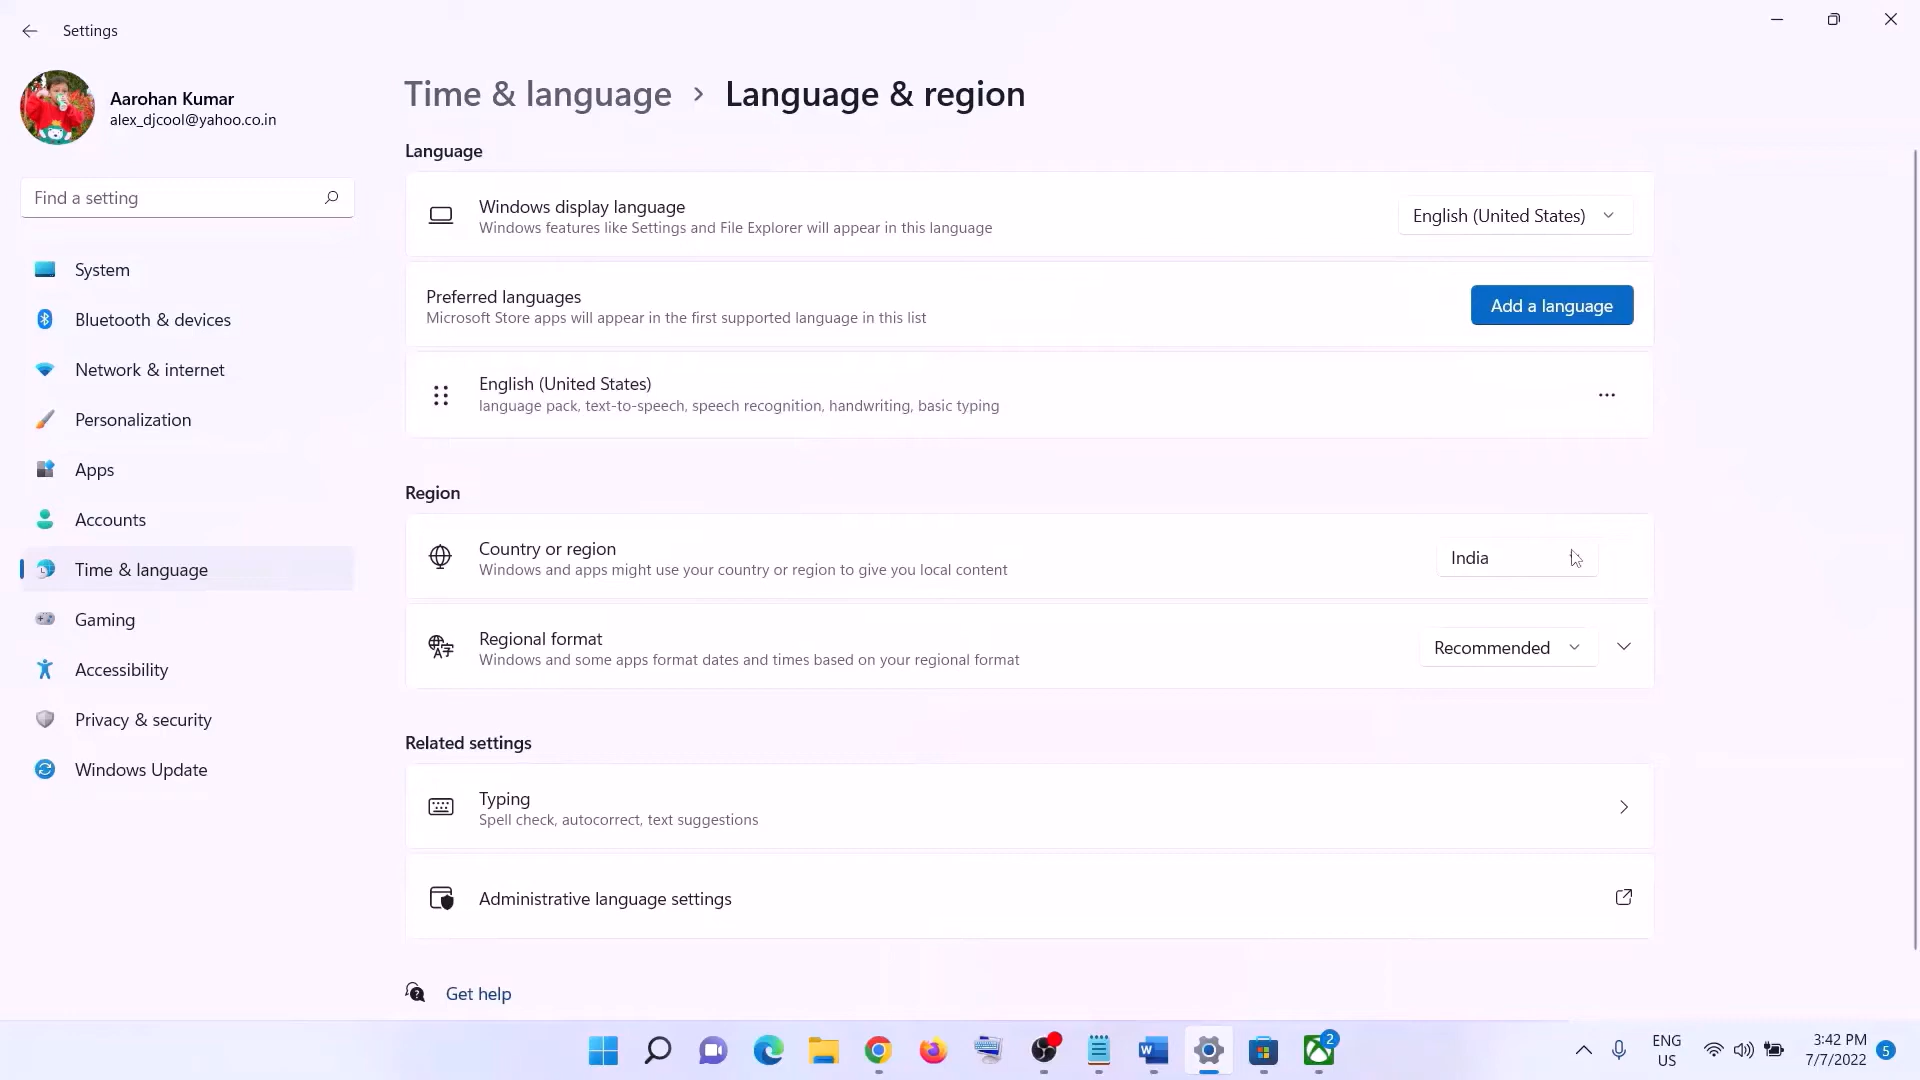 Settings
Aarohan Kumar
alex_djcool@yahoo.co.in
Find a setting
System
Bluetooth & devices
Network & internet
Personalization
Apps
Accounts
Time & language
Gaming
Accessibility
Privacy & security
Windows Update
Time & language > Language & region
Language
Windows display language
Windows features like Settings and File Explorer will appear in this language
English (United States)
Preferred languages
Microsoft Store apps will appear in the first supported language in this list
Add a language
English (United States)
language pack, text-to-speech, speech recognition, handwriting, basic typing
Region
Country or region
Windows and apps might use your country or region to give you local content
India
Regional format
Windows and some apps format dates and times based on your regional format
Recommended
Related settings
Typing
Spell check, autocorrect, text suggestions
Administrative language settings
Get help
2
ENG
US
3:42 PM
7/7/2022
5